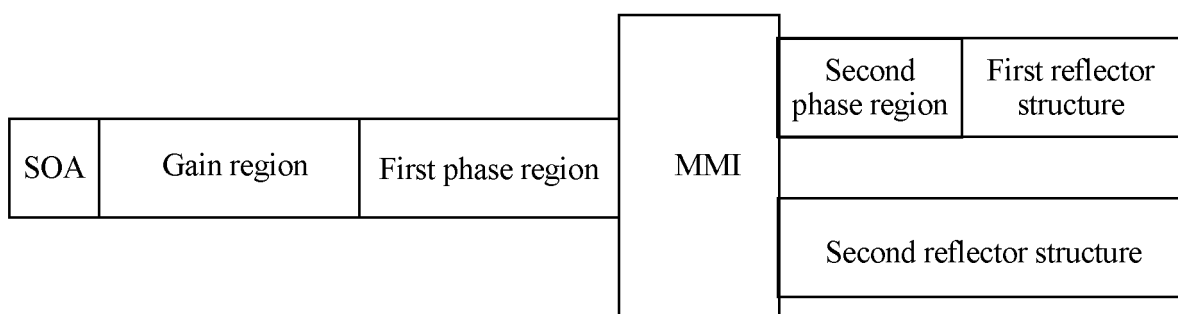 SOA
Gain region
First phase region
MMI
Second
phase region
First reflector
structure
Second reflector structure